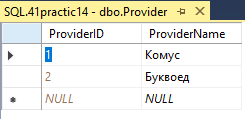 SQL.41practic14 - dbo.Provider
ProviderID ProviderName
1 Комус
2 Буквоед
NULL NULL